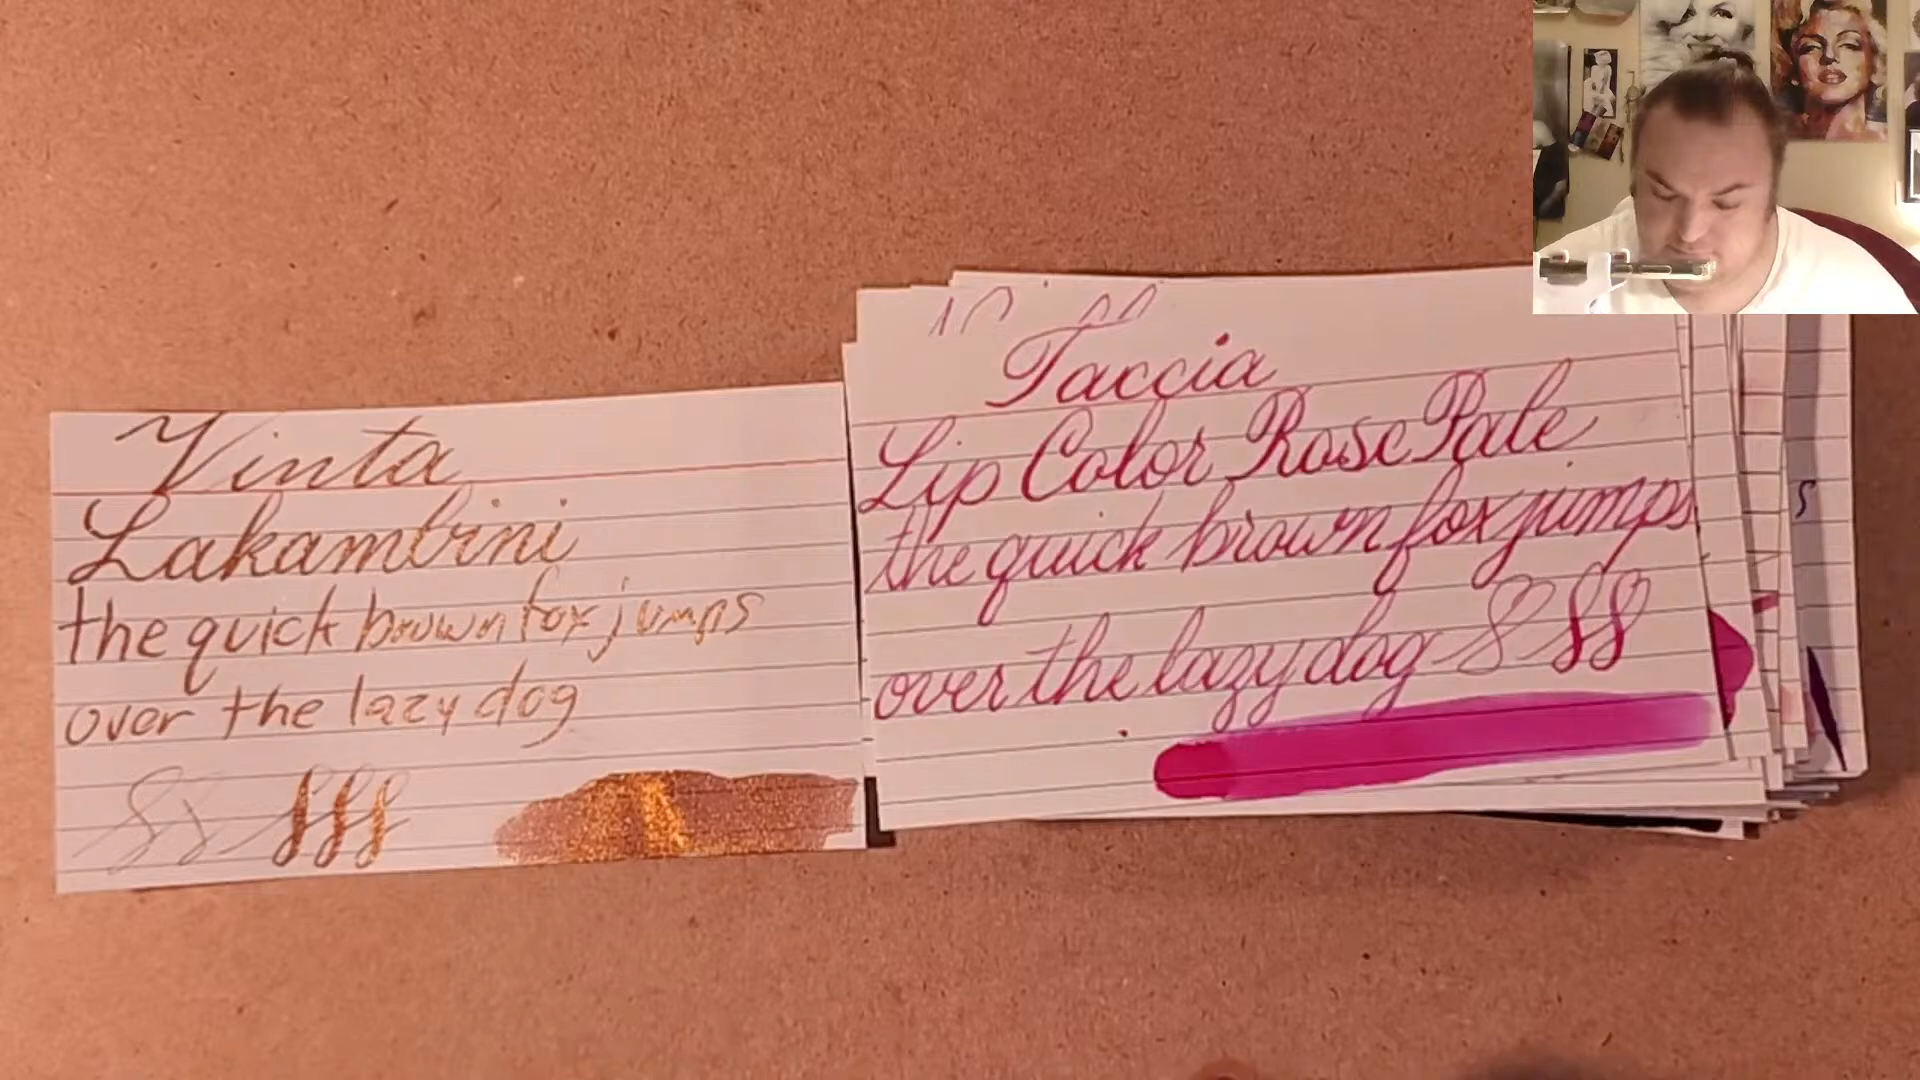 Vinta
Lakambini
the quick brown fox jumps
over the lazy dog
Taccia
Lip Color Rose Pale
the quick brown fox jumps
over the lazy dog
s